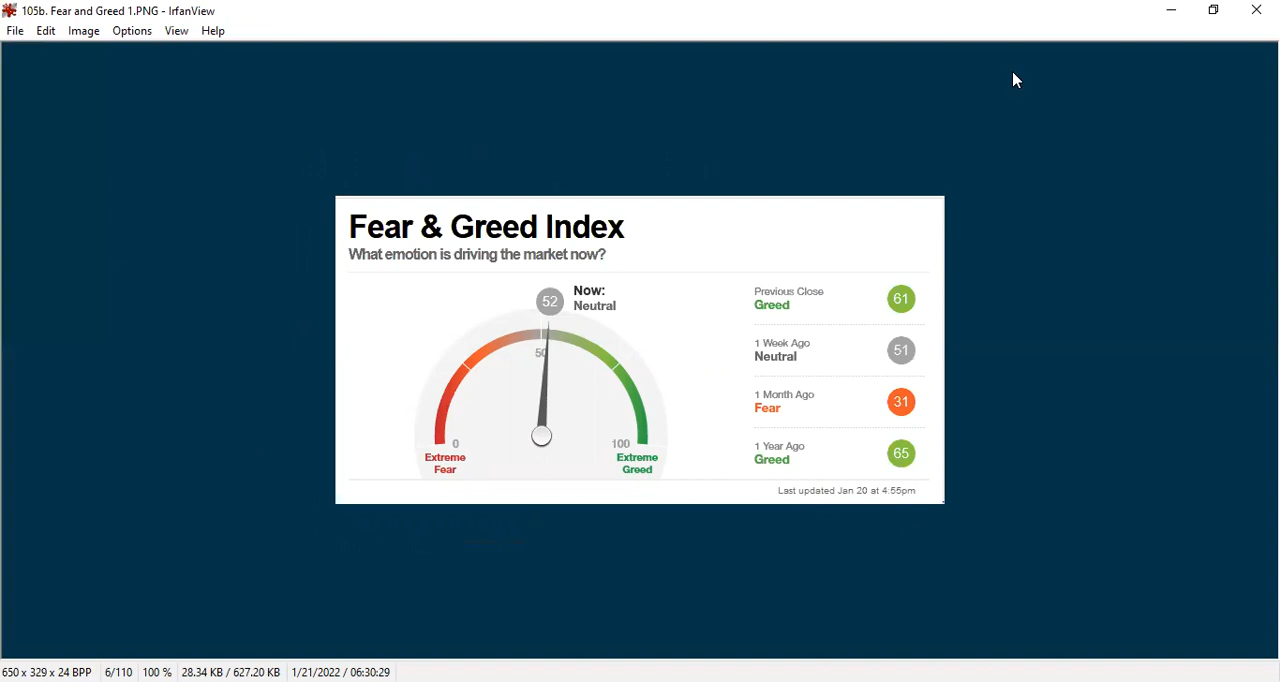 105b. Fear and Greed 1.PNG - IrfanView
File Edit Image Options View Help
Fear & Greed Index
What emotion is driving the market now?
52
Now:
Neutral
50
0
100
Extreme
Fear
Extreme
Greed
Previous Close
Greed
61
1 Week Ago
Neutral
51
1 Month Ago
Fear
31
1 Year Ago
Greed
65
Last updated Jan 20 at 4:55pm
650 x 329 x 24 BPP 6/110 100 % 28.34 KB / 627.20 KB 1/21/2022 / 06:30:29